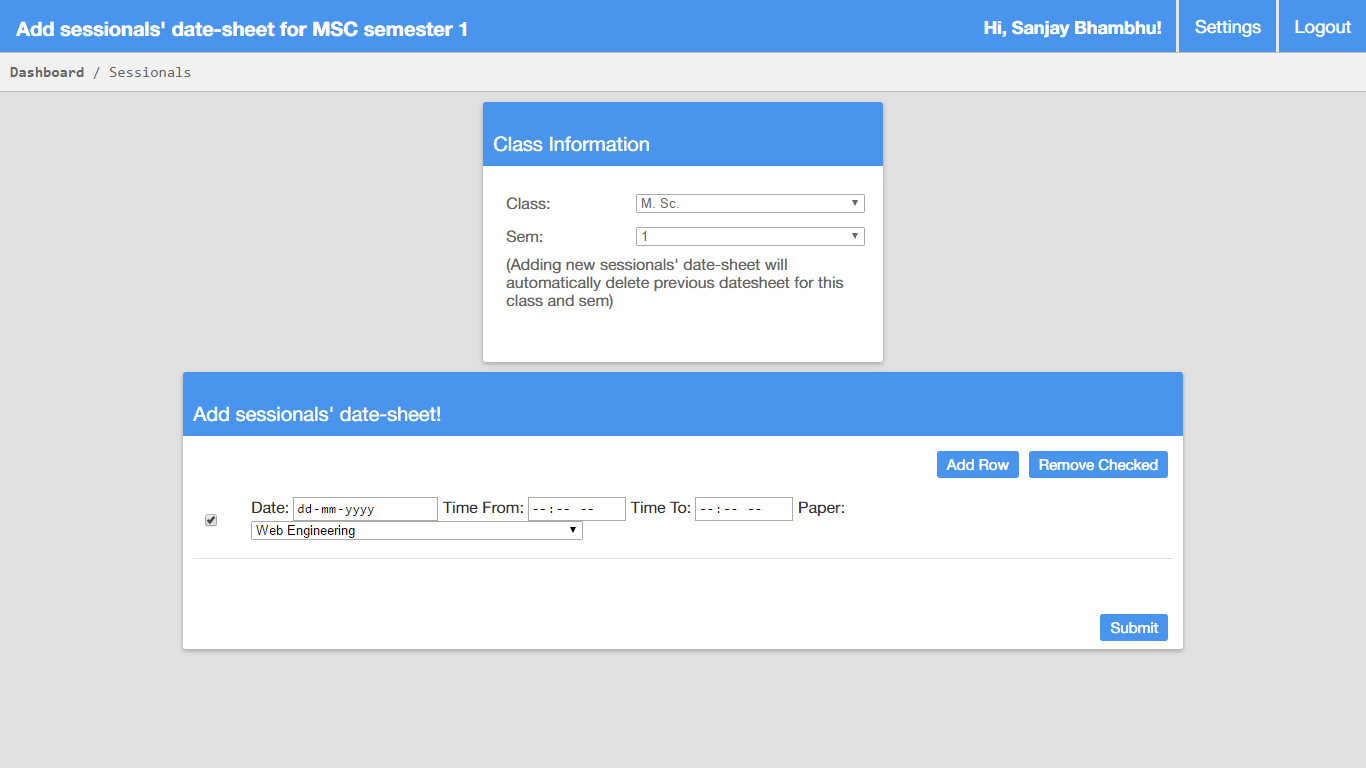 Add sessionals' date-sheet for MSC semester 1
Hi, Sanjay Bhambhu!
Settings
Logout
Dashboard / Sessionals
Class Information
Class: M. Sc.
Sem: 1
(Adding new sessionals' date-sheet will
automatically delete previous datesheet for this
class and sem)
Add sessionals' date-sheet!
Add Row
Remove Checked
Date: dd-mm-yyyy Time From: --:-- -- Time To: --:-- -- Paper:
Web Engineering
Submit